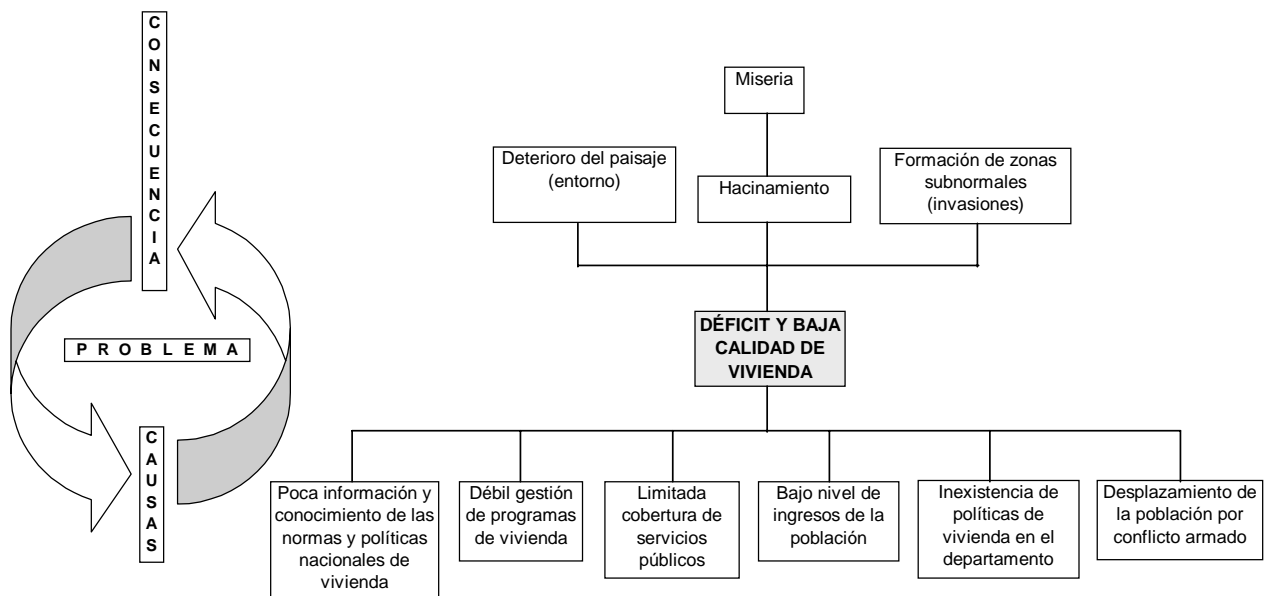 CONSECUENCIA
Miseria
Deterioro del paisaje
(entorno)
Hacinamiento
Formación de zonas
subnormales
(invasiones)
PROBLEMA
DÉFICIT Y BAJA
CALIDAD DE
VIVIENDA
CAUSAS
Poca información y
conocimiento de las
normas y políticas
nacionales de
vivienda
Débil gestión
de programas
de vivienda
Limitada
cobertura de
servicios
públicos
Bajo nivel de
ingresos de la
población
Inexistencia de
políticas de
vivienda en el
departamento
Desplazamiento de
la población por
conflicto armado